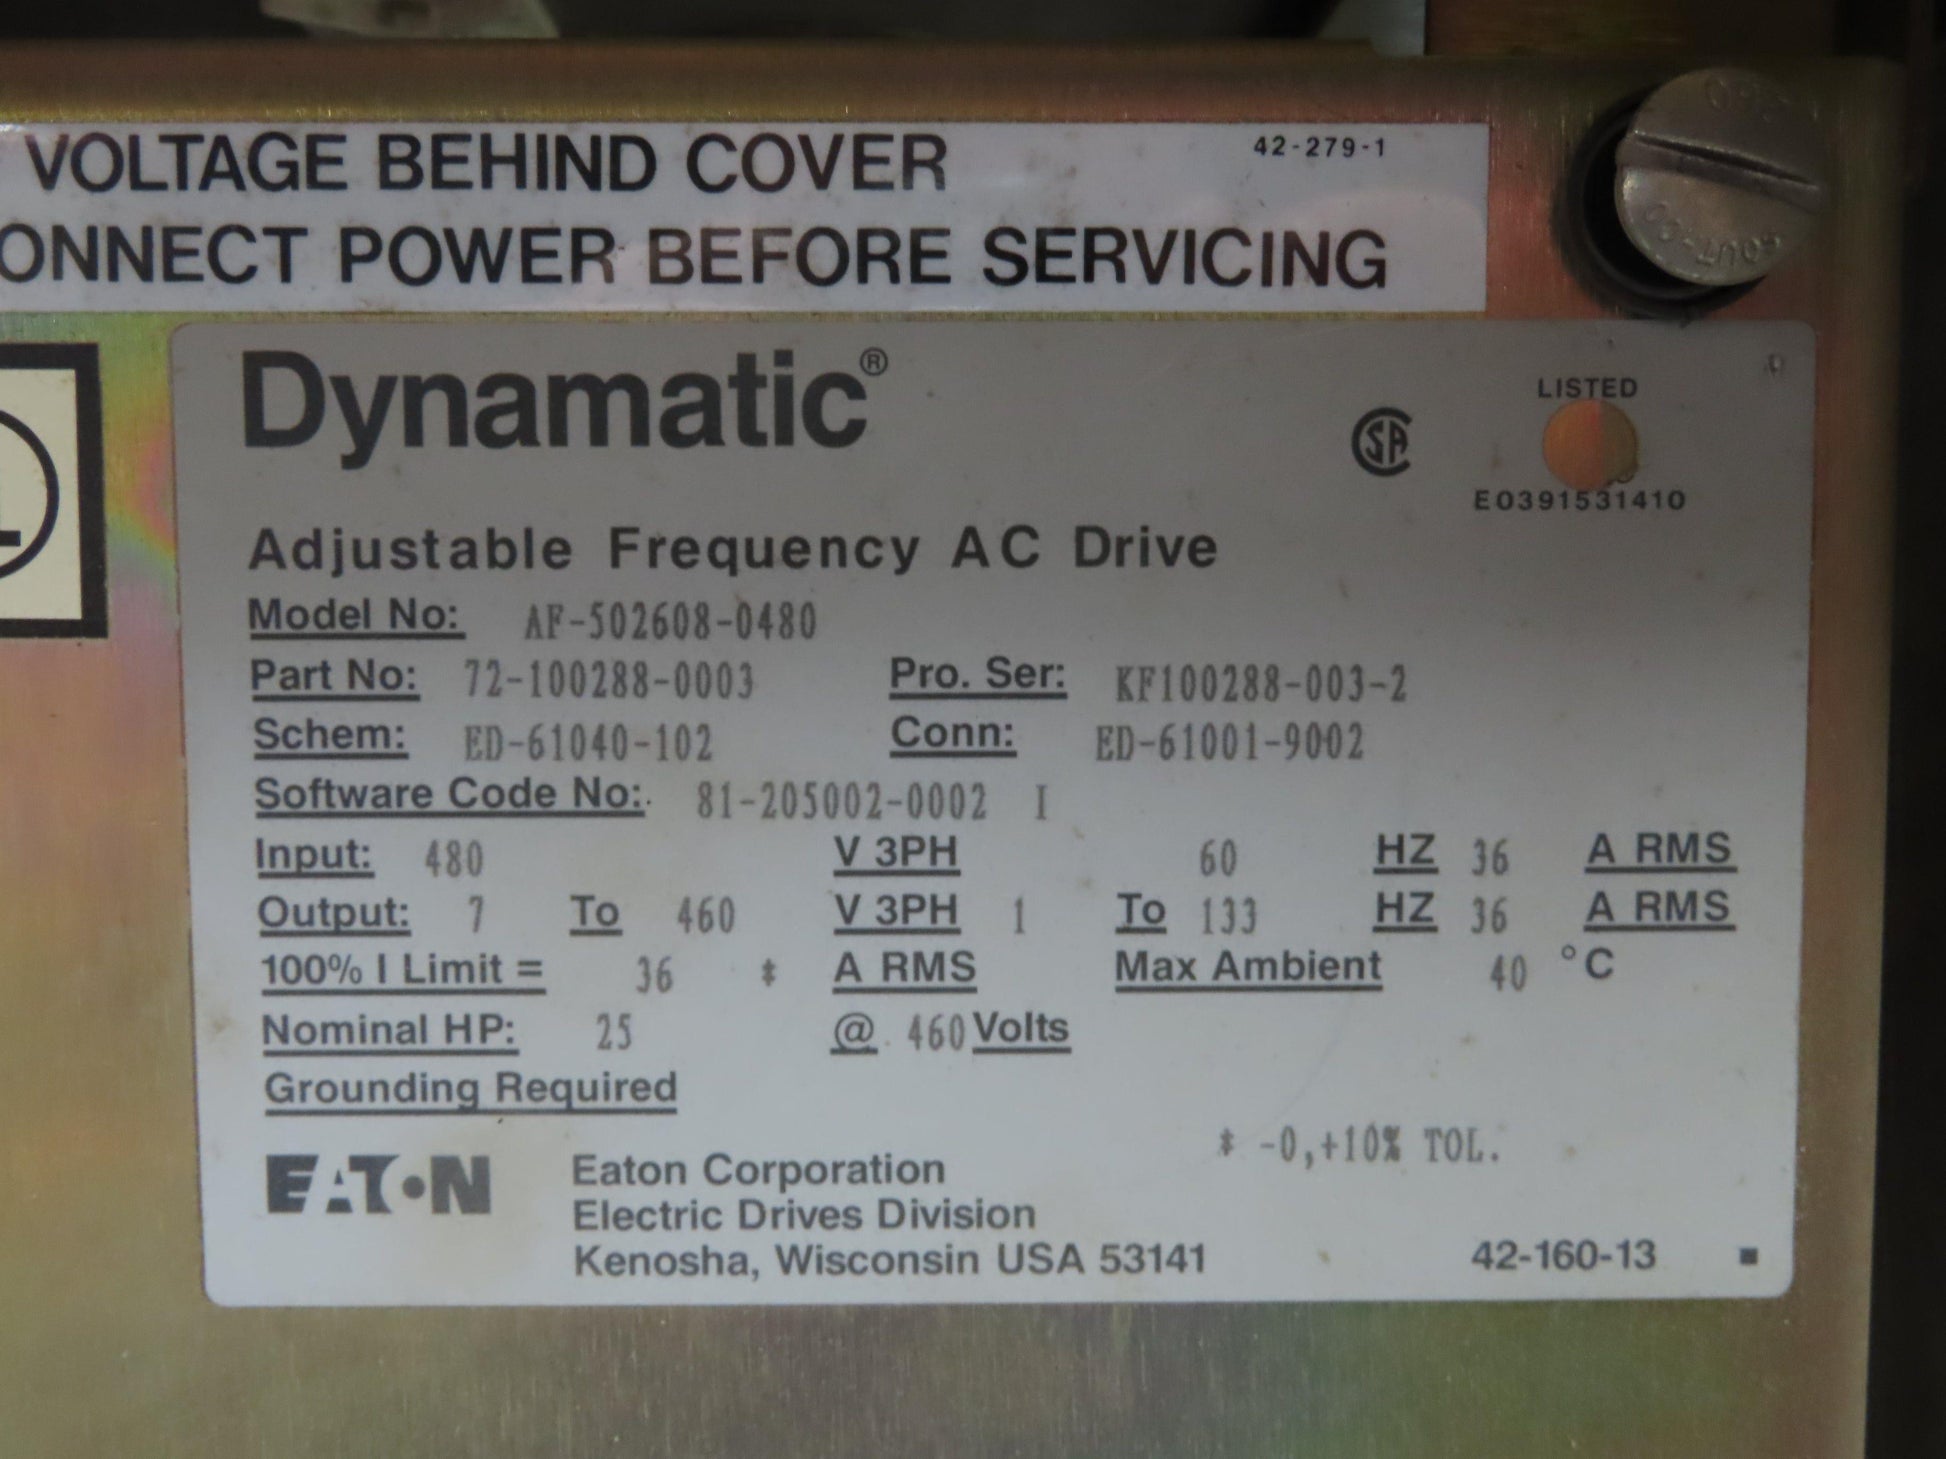 VOLTAGE BEHIND COVER 42-279-1
ONNECT POWER BEFORE SERVICING
Dynamatic®
LISTED
E0391531410
Adjustable Frequency AC Drive
Model No: AF-502608-0480
Part No: 72-100288-0003 Pro. Ser: KF100288-003-2
Schem: ED-61040-102 Conn: ED-61001-9002
Software Code No: 81-205002-0002 I
Input: 480 V 3PH 60 HZ 36 A RMS
Output: 7 To 460 V 3PH 1 To 133 HZ 36 A RMS
100% I Limit = 36 * A RMS Max Ambient 40 °C
Nominal HP: 25 @ 460 Volts
Grounding Required
* -0,+10% TOL.
EATON Eaton Corporation
Electric Drives Division
Kenosha, Wisconsin USA 53141 42-160-13